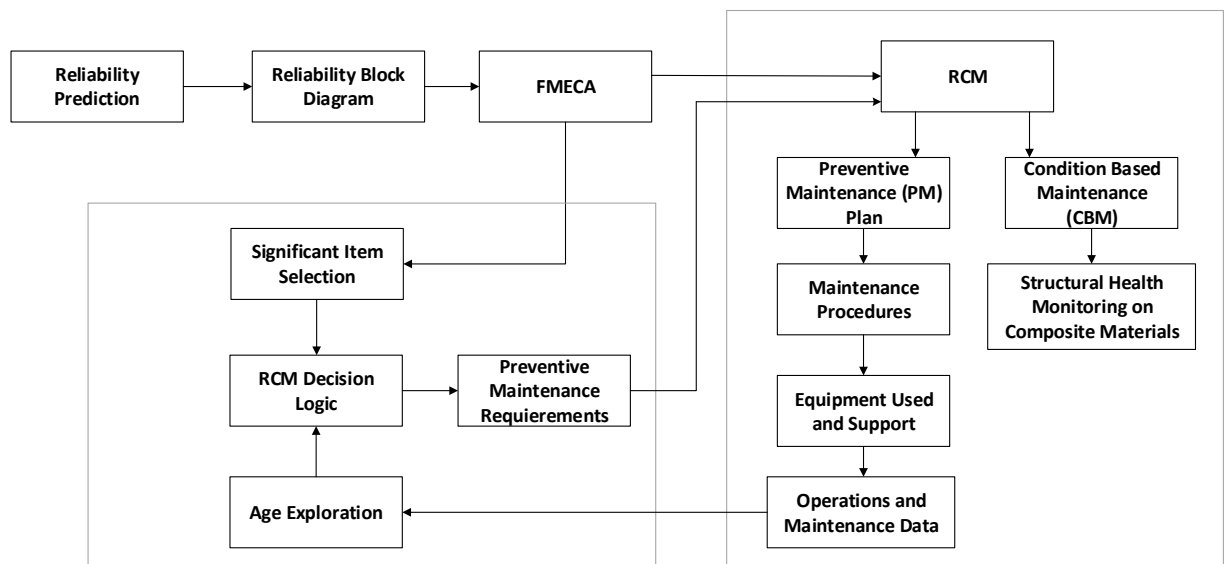 Reliability
Prediction
Reliability Block
Diagram
FMECA
RCM
Preventive
Maintenance (PM)
Plan
Condition Based
Maintenance
(CBM)
Significant Item
Selection
Maintenance
Procedures
Structural Health
Monitoring on
Composite Materials
RCM Decision
Logic
Preventive
Maintenance
Requierements
Equipment Used
and Support
Age Exploration
Operations and
Maintenance Data